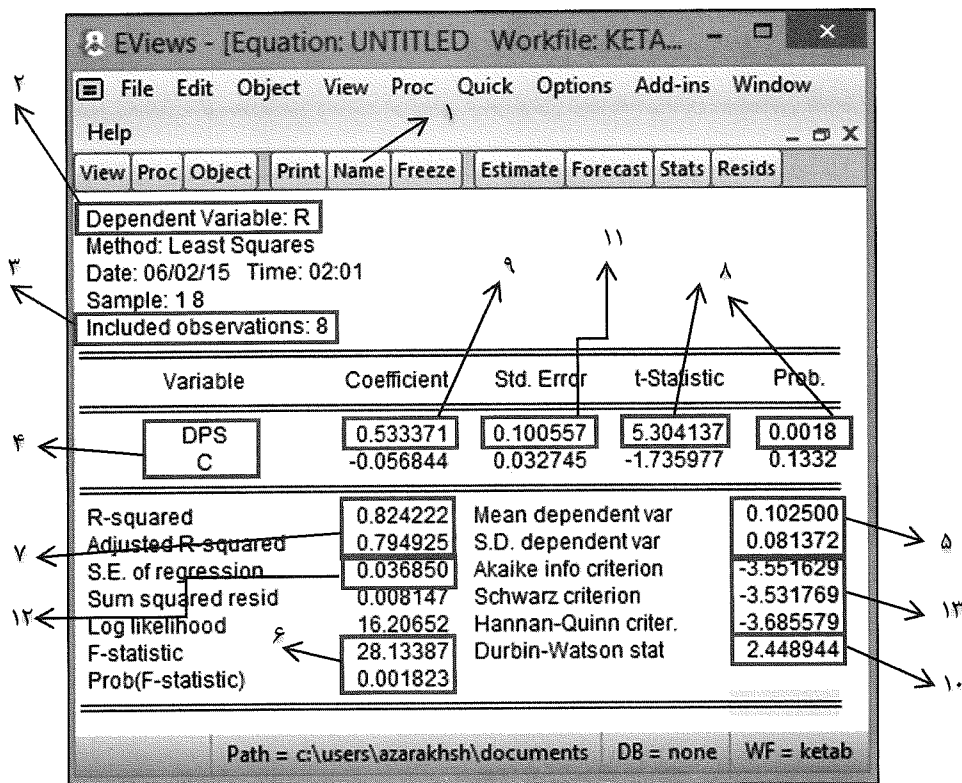 EViews - [Equation: UNTITLED Workfile: KETA...
File Edit Object View Proc Quick Options Add-ins Window
Help
View Proc Object Print Name Freeze Estimate Forecast Stats Resids
۱
۲
Dependent Variable: R
Method: Least Squares
Date: 06/02/15 Time: 02:01
Sample: 1 8
۳
Included observations: 8
۹
۱۱
۸
Variable Coefficient Std. Error t-Statistic Prob.
DPS 0.533371 0.100557 5.304137 0.0018
C -0.056844 0.032745 -1.735977 0.1332
۴
R-squared 0.824222 Mean dependent var 0.102500
Adjusted R-squared 0.794925 S.D. dependent var 0.081372
S.E. of regression 0.036850 Akaike info criterion -3.551629
Sum squared resid 0.008147 Schwarz criterion -3.531769
Log likelihood 16.20652 Hannan-Quinn criter. -3.685579
F-statistic 28.13387 Durbin-Watson stat 2.448944
Prob(F-statistic) 0.001823
۷
۵
۱۲
۱۳
۶
۱۰
Path = c:\users\azarakhsh\documents DB = none WF = ketab